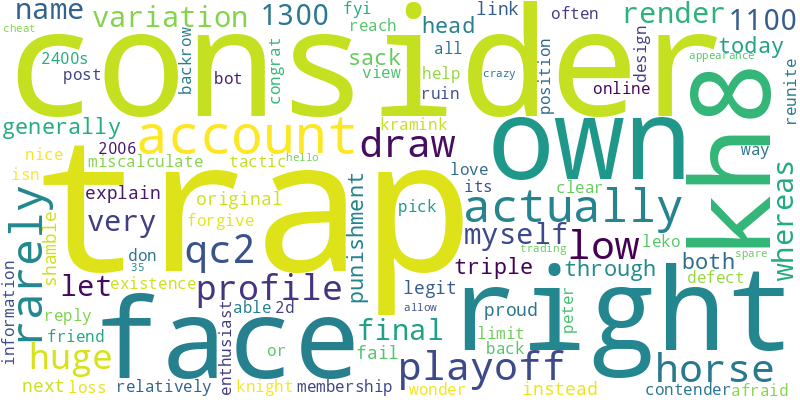 name
variation
1300
fyi
reach
head
link
often
render
1100
cheat
2400s
post
backrow
bot
congrat
sack
view
all
help
ruin
crazy
position
design
online
today
appearance
reunite
consider
kh8
2006
generally
nice
isn
miscalculate
tactic
hello
account
kramink
draw
own
love
its
way
trap
explain
original
forgive
very
qc2
don
35
pick
actually
clear
myself
low
leko
trading
spare
whereas
rarely
shamble
information
let
existence
profile
punishment
legit
triple
through
both
defect
peter
face
right
able
2d
or
enthusiast
allow
final
fail
proud
limit
back
reply
friend
huge
next
loss
relatively
knight
membership
playoff
wonder
instead
horse
contender
afraid